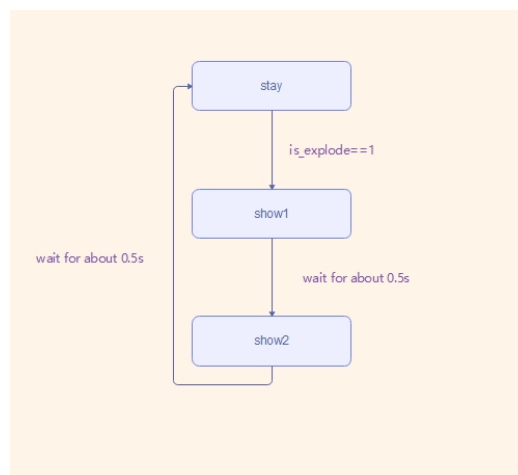 stay
is_explode==1
show1
wait for about 0.5s
wait for about 0.5s
show2